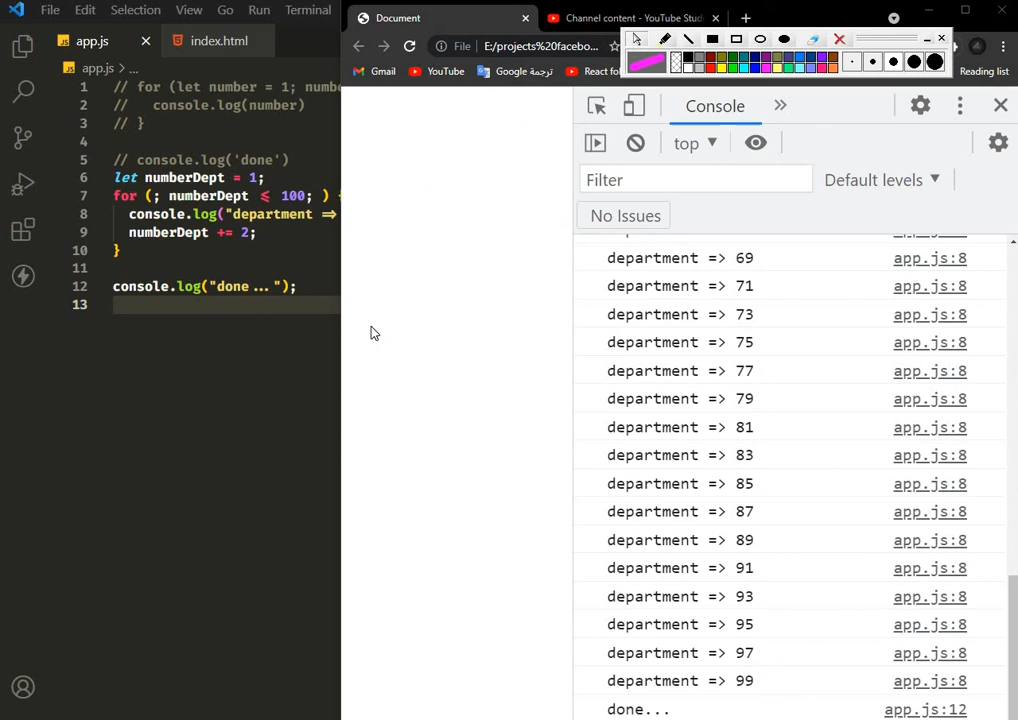 File Edit Selection View Go Run Terminal
JS app.js
index.html
JS app.js > ...
1 // for (let number = 1; numb
2 //   console.log(number)
3 // }
4
5 // console.log('done')
6 let numberDept = 1;
7 for (; numberDept <= 100; ) {
8   console.log("department =>
9   numberDept += 2;
10 }
11
12 console.log("done...");
13
Document
Channel content - YouTube Stud
File E:/projects%20facebo...
Gmail
YouTube
Google ترجمة
React fo
Reading list
Console
top
Filter
Default levels
No Issues
department => 69 app.js:8
department => 71 app.js:8
department => 73 app.js:8
department => 75 app.js:8
department => 77 app.js:8
department => 79 app.js:8
department => 81 app.js:8
department => 83 app.js:8
department => 85 app.js:8
department => 87 app.js:8
department => 89 app.js:8
department => 91 app.js:8
department => 93 app.js:8
department => 95 app.js:8
department => 97 app.js:8
department => 99 app.js:8
done... app.js:12